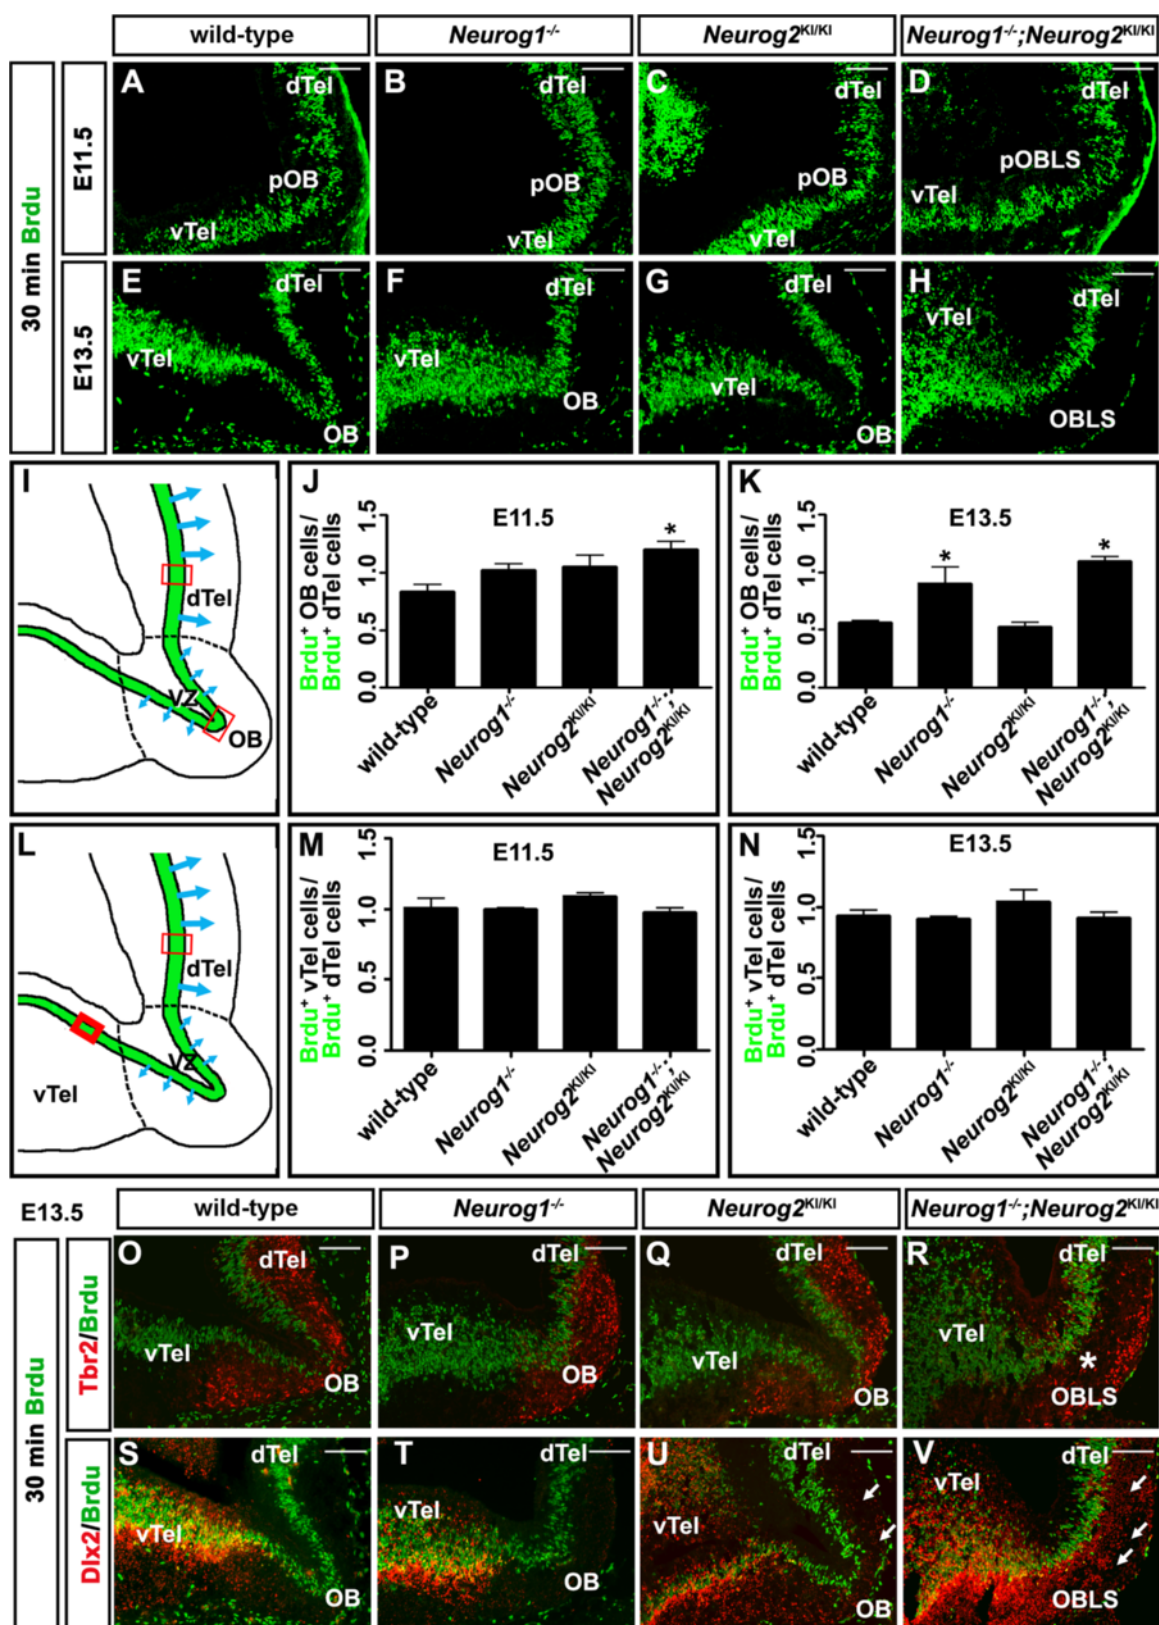 wild-type
Neurog1-/-
Neurog2KI/KI
Neurog1-/-;Neurog2KI/KI
30 min Brdu
E11.5
A
dTel
pOB
vTel
B
dTel
pOB
vTel
C
dTel
pOB
vTel
D
dTel
pOBLS
vTel
E13.5
E
dTel
vTel
OB
F
dTel
vTel
OB
G
dTel
vTel
OB
H
dTel
vTel
OBLS
I
dTel
VZ
OB
J
E11.5
*
Brdu+ OB cells/
Brdu+ dTel cells
1.5
1.0
0.5
0.0
wild-type
Neurog1-/-
Neurog2KI/KI
Neurog1-/-;
Neurog2KI/KI
K
E13.5
*
*
Brdu+ OB cells/
Brdu+ dTel cells
1.5
1.0
0.5
0.0
wild-type
Neurog1-/-
Neurog2KI/KI
Neurog1-/-;
Neurog2KI/KI
L
dTel
VZ
vTel
M
E11.5
Brdu+ vTel cells/
Brdu+ dTel cells
1.5
1.0
0.5
0.0
wild-type
Neurog1-/-
Neurog2KI/KI
Neurog1-/-;
Neurog2KI/KI
N
E13.5
Brdu+ vTel cells/
Brdu+ dTel cells
1.5
1.0
0.5
0.0
wild-type
Neurog1-/-
Neurog2KI/KI
Neurog1-/-;
Neurog2KI/KI
E13.5
wild-type
Neurog1-/-
Neurog2KI/KI
Neurog1-/-;Neurog2KI/KI
30 min Brdu
Tbr2/Brdu
O
dTel
vTel
OB
P
dTel
vTel
OB
Q
dTel
vTel
OB
R
dTel
vTel
*
OBLS
Dlx2/Brdu
S
dTel
vTel
OB
T
dTel
vTel
OB
U
dTel
vTel
OB
V
dTel
vTel
OBLS